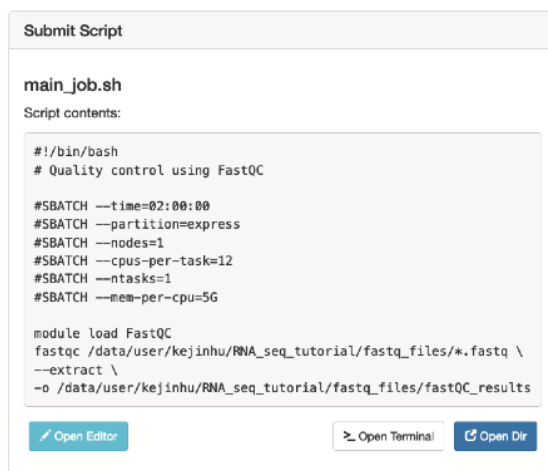 Submit Script
main_job.sh
Script contents:
#!/bin/bash
# Quality control using FastQC
#SBATCH --time=02:00:00
#SBATCH --partition=express
#SBATCH --nodes=1
#SBATCH --cpus-per-task=12
#SBATCH --ntasks=1
#SBATCH --mem-per-cpu=5G
module load FastQC
fastqc /data/user/kejinhu/RNA_seq_tutorial/fastq_files/*.fastq \
--extract \
-o /data/user/kejinhu/RNA_seq_tutorial/fastq_files/fastQC_results
Open Editor
>_ Open Terminal
Open Dir